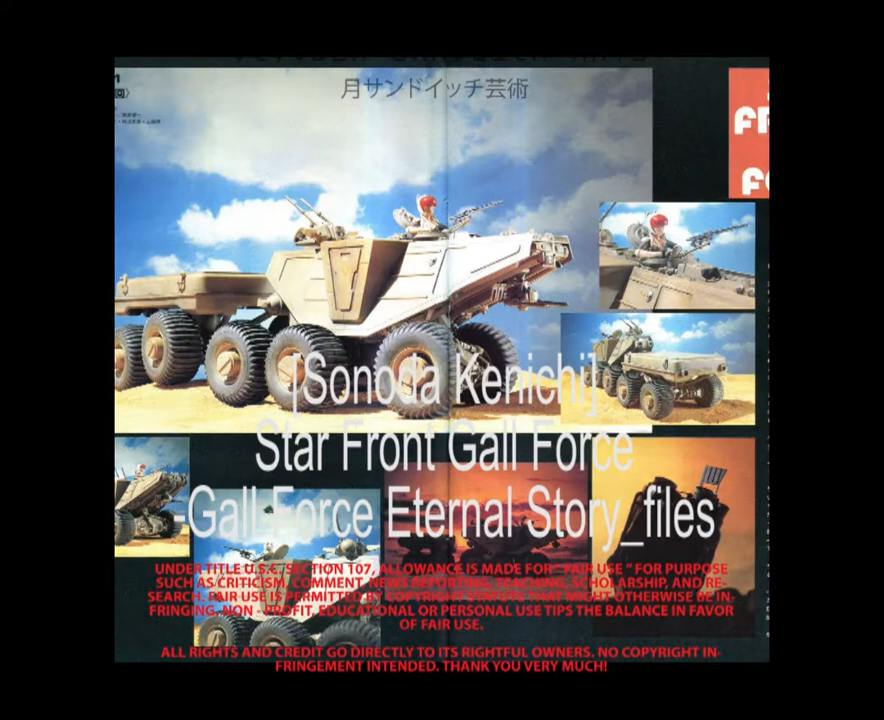 月サンドイッチ芸術
[Sonoda Kenichi]
Star Front Gall Force
-Gall_Force Eternal Story_files
UNDER TITLE U.S.C. SECTION 107, ALLOWANCE IS MADE FOR "FAIR USE" FOR PURPOSE
SUCH AS CRITICISM, COMMENT, NEWS REPORTING, TEACHING, SCHOLARSHIP, AND RE-
SEARCH. FAIR USE IS PERMITTED BY COPYRIGHT STATUTS THAT MIGHT OTHERWISE BE IN-
FRINGING. NON - PROFIT, EDUCATIONAL OR PERSONAL USE TIPS THE BALANCE IN FAVOR
OF FAIR USE.
ALL RIGHTS AND CREDIT GO DIRECTLY TO ITS RIGHTFUL OWNERS. NO COPYRIGHT IN-
FRINGEMENT INTENDED. THANK YOU VERY MUCH!